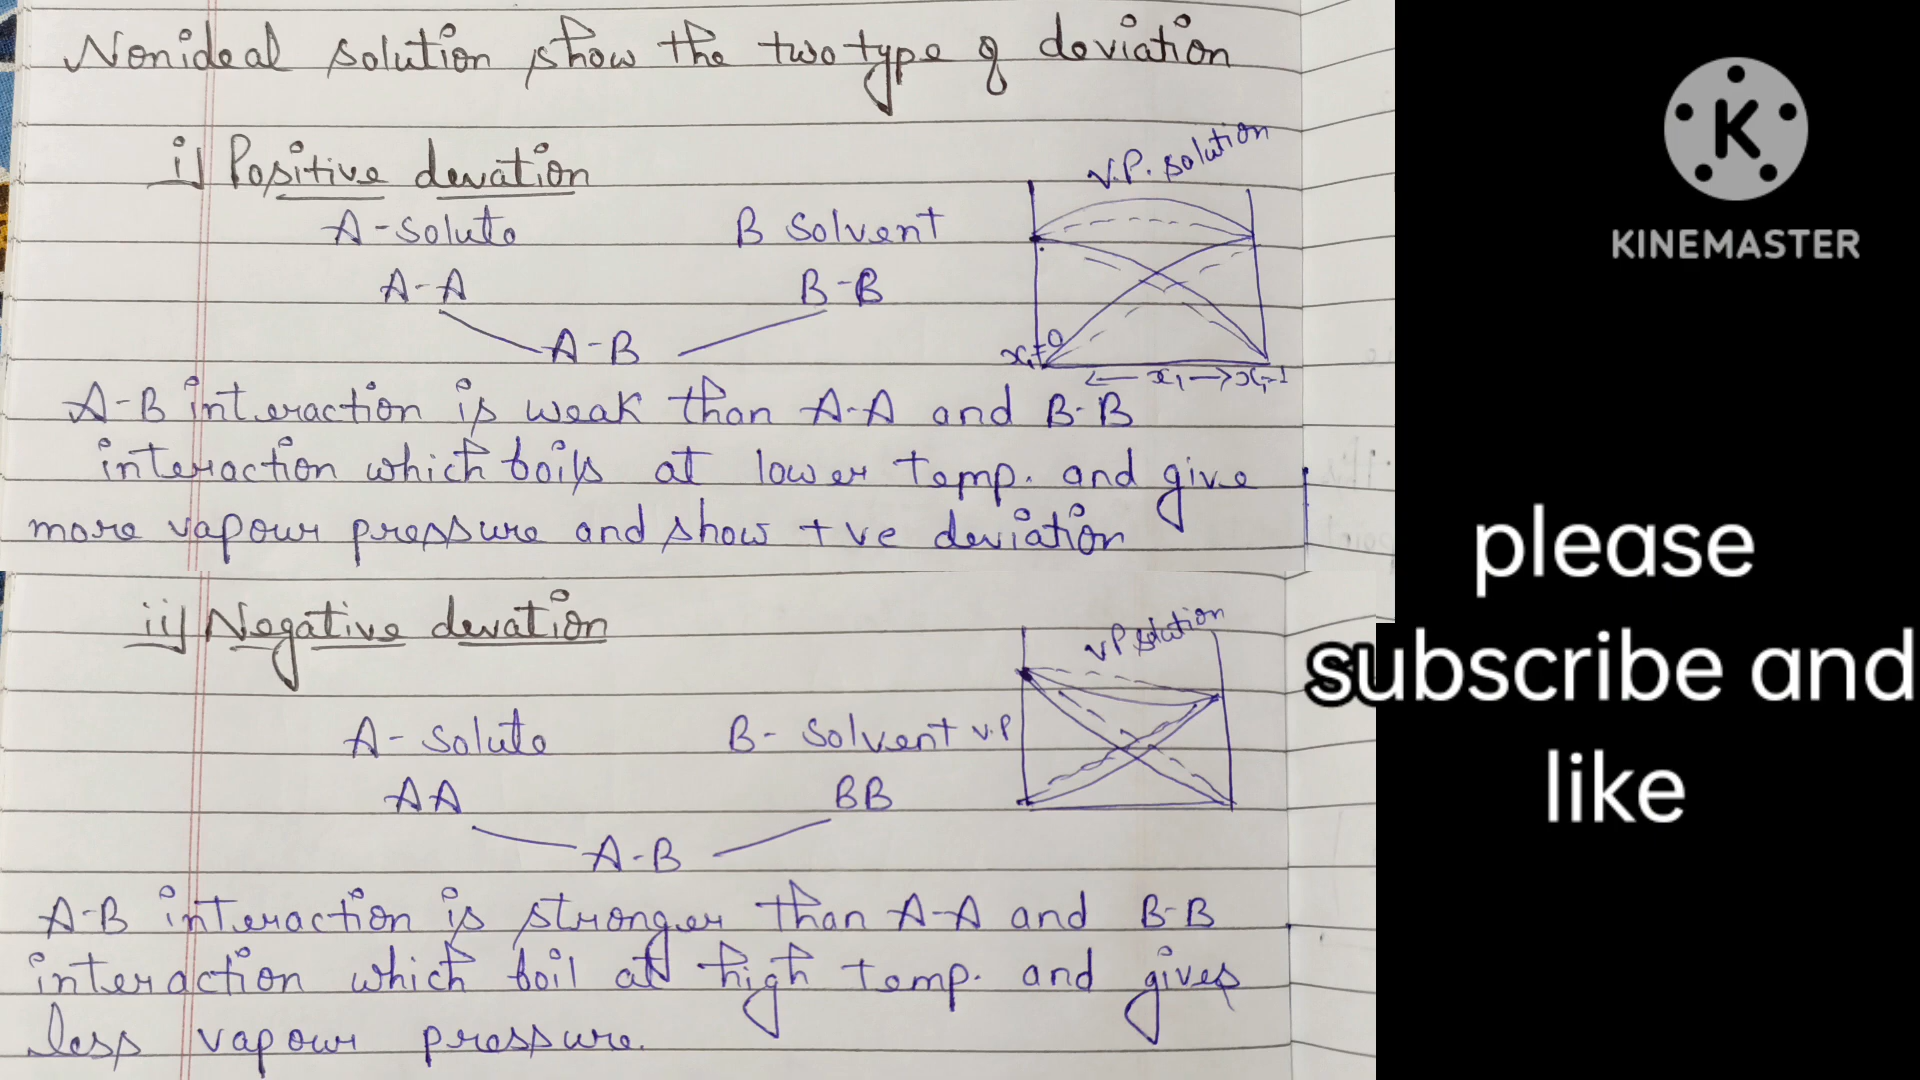 Nonideal solution show the two type of deviation
i) Positive devation
V.P. solution
A-solute B Solvent
A-A B-B
A-B
x1=0
x1 x1=1
A-B interaction is weak than A-A and B-B
interaction which boils at lower temp. and give
more vapour pressure and show +ve deviation
ii) Negative devation
VP solution
A- solute B- Solvent v.p
AA BB
A-B
A-B interaction is stronger than A-A and B-B
interaction which boil at high temp. and gives
less vapour pressure.
K
KINEMASTER
please
subscribe and
like